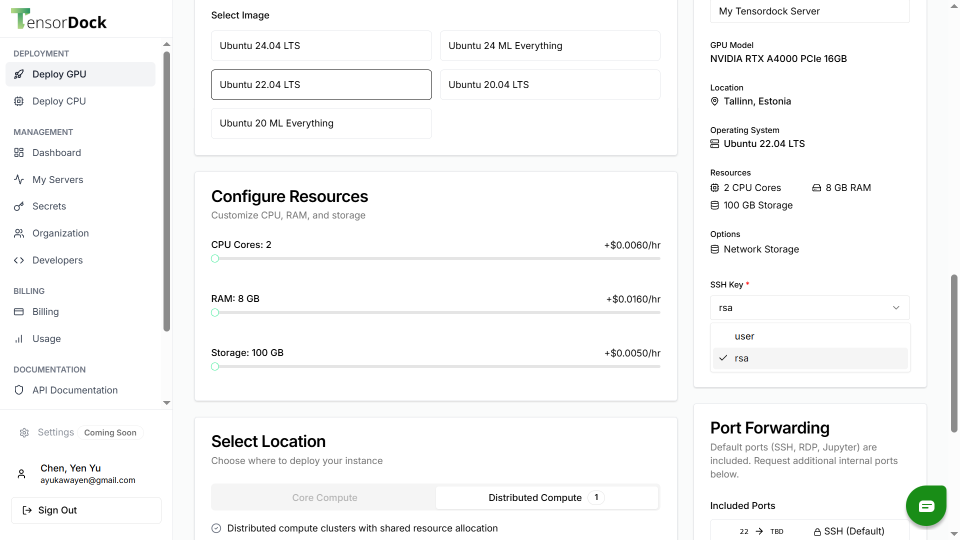 TensorDock
DEPLOYMENT
Deploy GPU
Deploy CPU
MANAGEMENT
Dashboard
My Servers
Secrets
Organization
Developers
BILLING
Billing
Usage
DOCUMENTATION
API Documentation
Settings Coming Soon
Chen, Yen Yu
ayukawayen@gmail.com
Sign Out
Select Image
Ubuntu 24.04 LTS
Ubuntu 24 ML Everything
Ubuntu 22.04 LTS
Ubuntu 20.04 LTS
Ubuntu 20 ML Everything
Configure Resources
Customize CPU, RAM, and storage
CPU Cores: 2 +$0.0060/hr
RAM: 8 GB +$0.0160/hr
Storage: 100 GB +$0.0050/hr
Select Location
Choose where to deploy your instance
Core Compute
Distributed Compute 1
Distributed compute clusters with shared resource allocation
My Tensordock Server
GPU Model
NVIDIA RTX A4000 PCIe 16GB
Location
Tallinn, Estonia
Operating System
Ubuntu 22.04 LTS
Resources
2 CPU Cores 8 GB RAM
100 GB Storage
Options
Network Storage
SSH Key *
rsa
user
rsa
Port Forwarding
Default ports (SSH, RDP, Jupyter) are
included. Request additional internal ports
below.
Included Ports
22 → TBD SSH (Default)